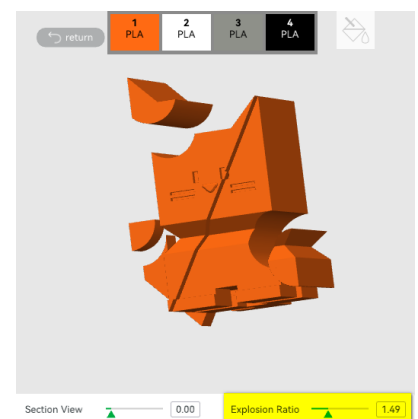 return
1
PLA
2
PLA
3
PLA
4
PLA
Section View
0.00
Explosion Ratio
1.49